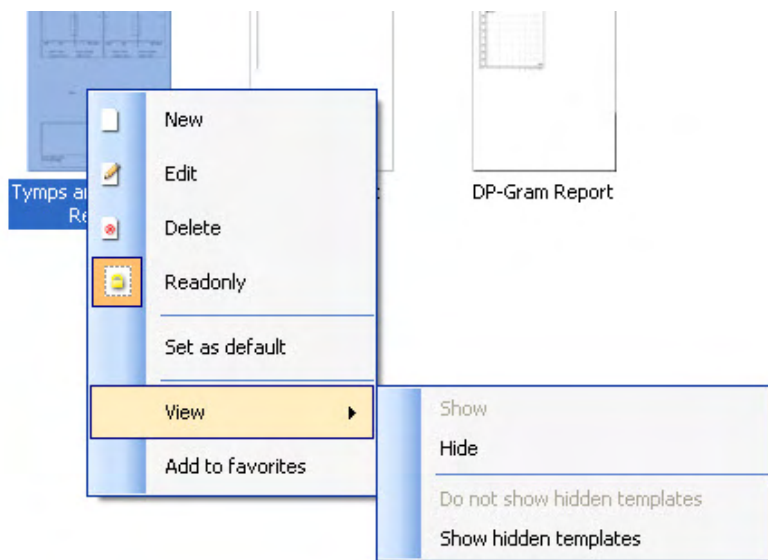 New
Edit
Tymps a
DP-Gram Report
Re
Delete
Readonly
Set as default
View
Show
Hide
Add to favorites
Do not show hidden templates
Show hidden templates